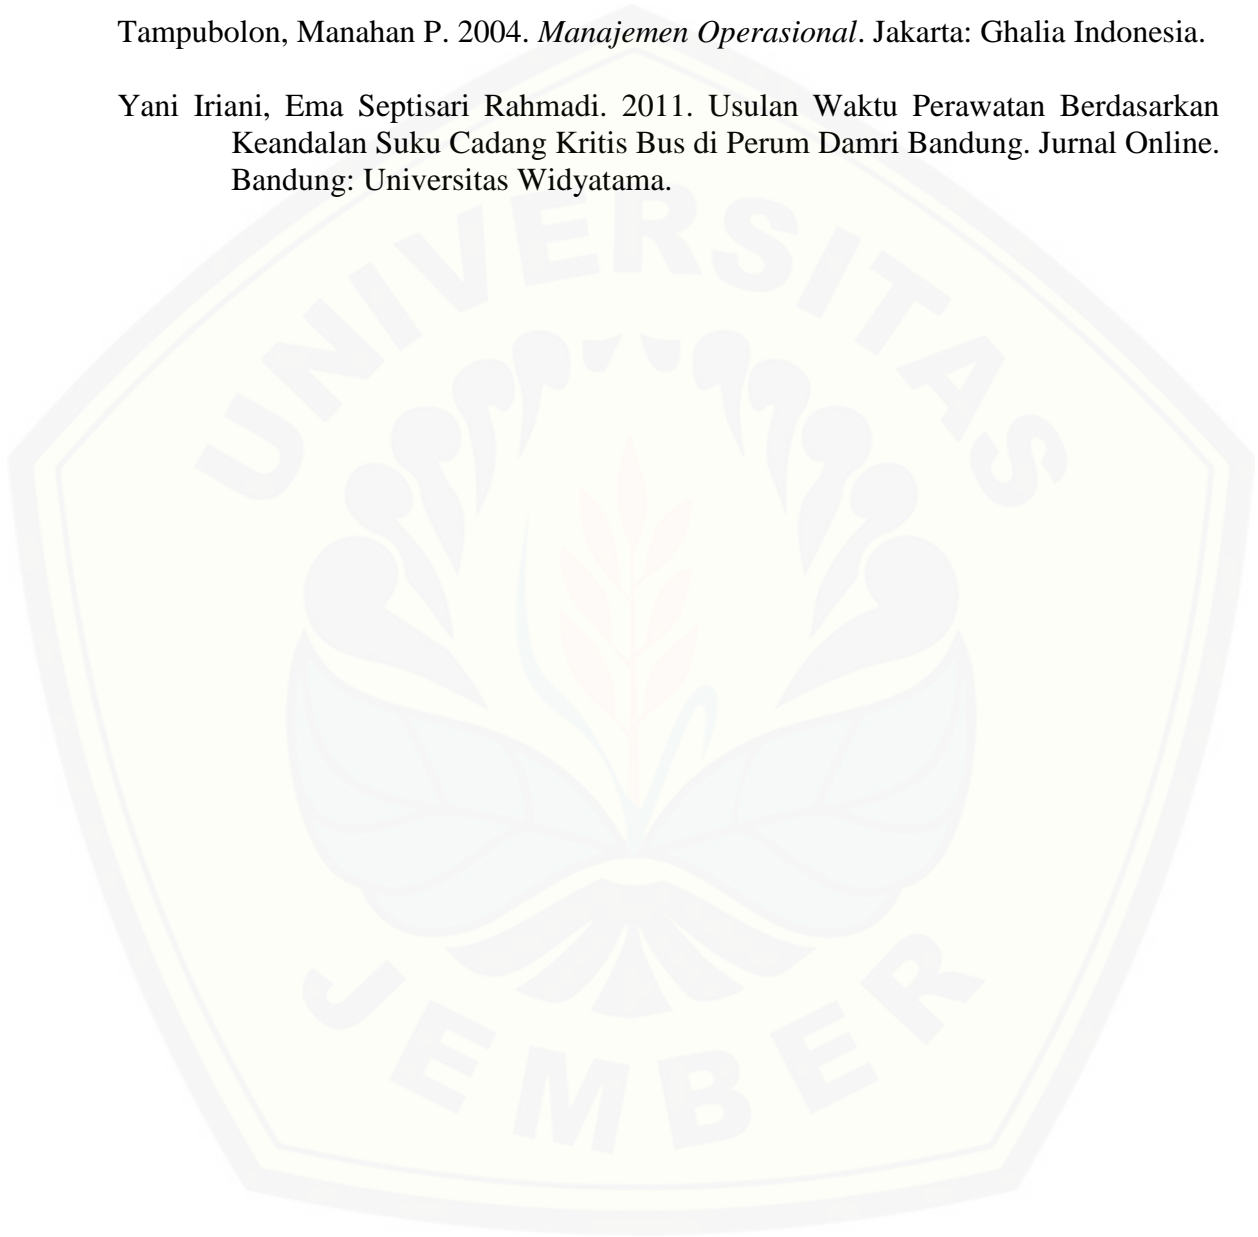 Tampubolon, Manahan P. 2004. Manajemen Operasional. Jakarta: Ghalia Indonesia.
Yani Iriani, Ema Septisari Rahmadi. 2011. Usulan Waktu Perawatan Berdasarkan
Keandalan Suku Cadang Kritis Bus di Perum Damri Bandung. Jurnal Online.
Bandung: Universitas Widyatama.
UNIVERSITAS
JEMBER